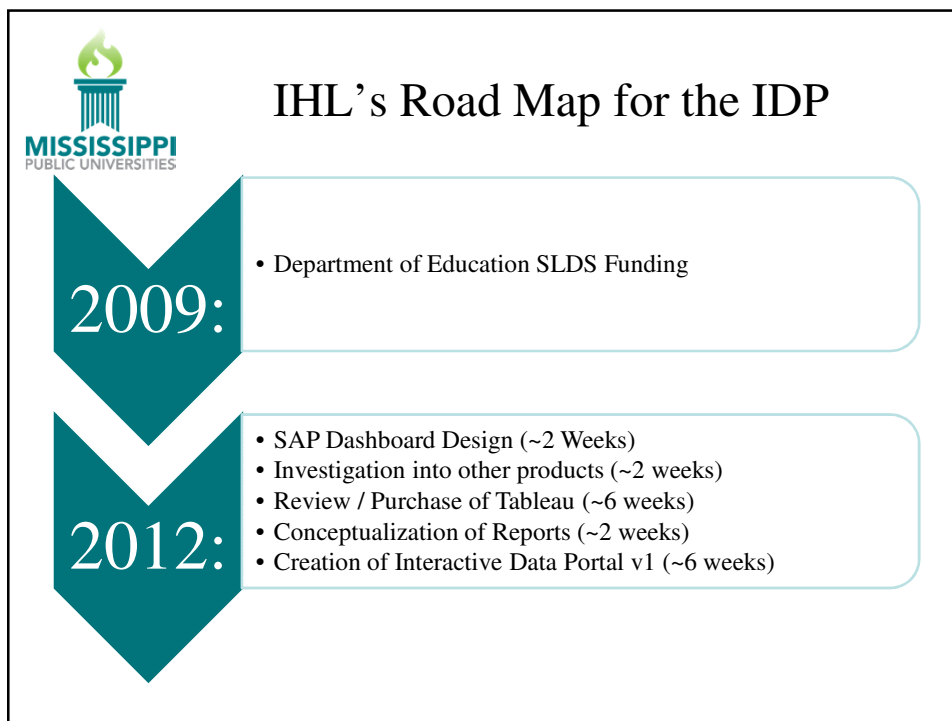 MISSISSIPPI
PUBLIC UNIVERSITIES
IHL’s Road Map for the IDP
2009:
• Department of Education SLDS Funding
2012:
• SAP Dashboard Design (~2 Weeks)
• Investigation into other products (~2 weeks)
• Review / Purchase of Tableau (~6 weeks)
• Conceptualization of Reports (~2 weeks)
• Creation of Interactive Data Portal v1 (~6 weeks)